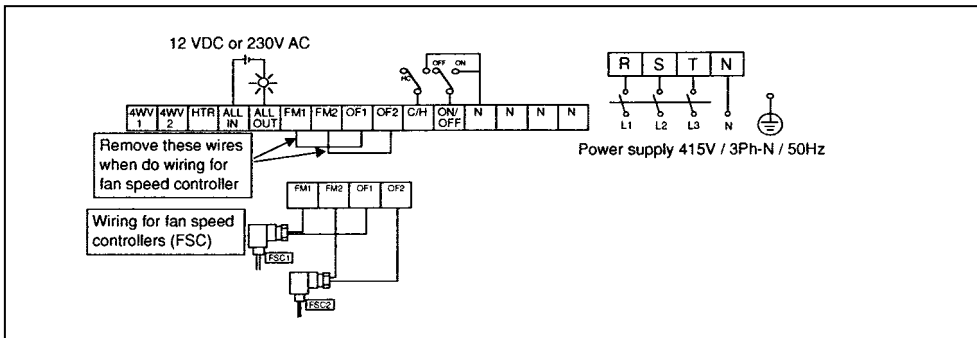 12 VDC or 230V AC
HC OFF ON
4WV 1 4WV 2 HTR ALL IN ALL OUT FM1 FM2 OF1 OF2 C/H ON/OFF N N N N
Remove these wires
when do wiring for
fan speed controller
FM1 FM2 OF1 OF2
Wiring for fan speed
controllers (FSC)
FSC1
FSC2
R S T N
L1 L2 L3 N
Power supply 415V / 3Ph-N / 50Hz